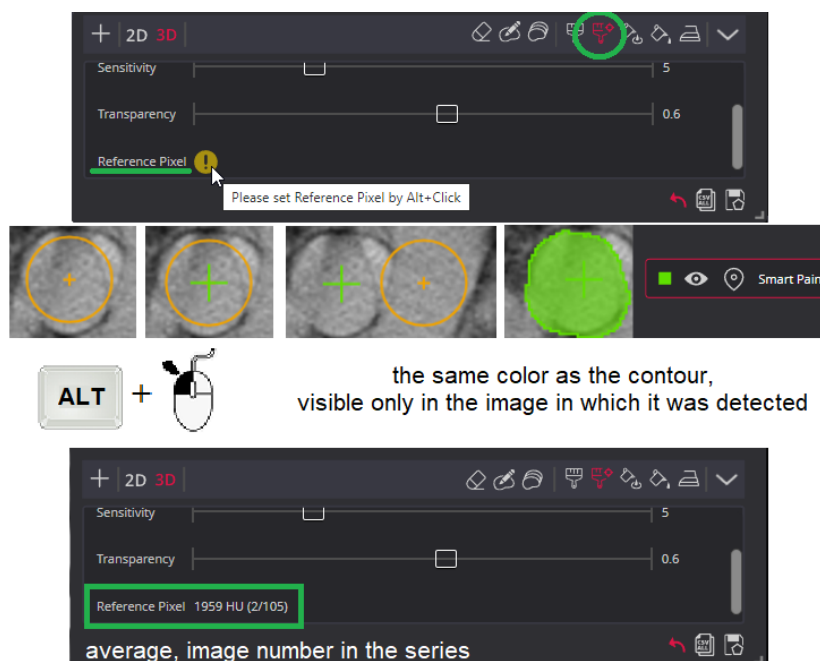 2D 3D
Sensitivity 5
Transparency 0.6
Reference Pixel
Please set Reference Pixel by Alt+Click
CSV ALL
Smart Pain
ALT +
the same color as the contour,
visible only in the image in which it was detected
2D 3D
Sensitivity 5
Transparency 0.6
Reference Pixel 1959 HU (2/105)
average, image number in the series
CSV ALL